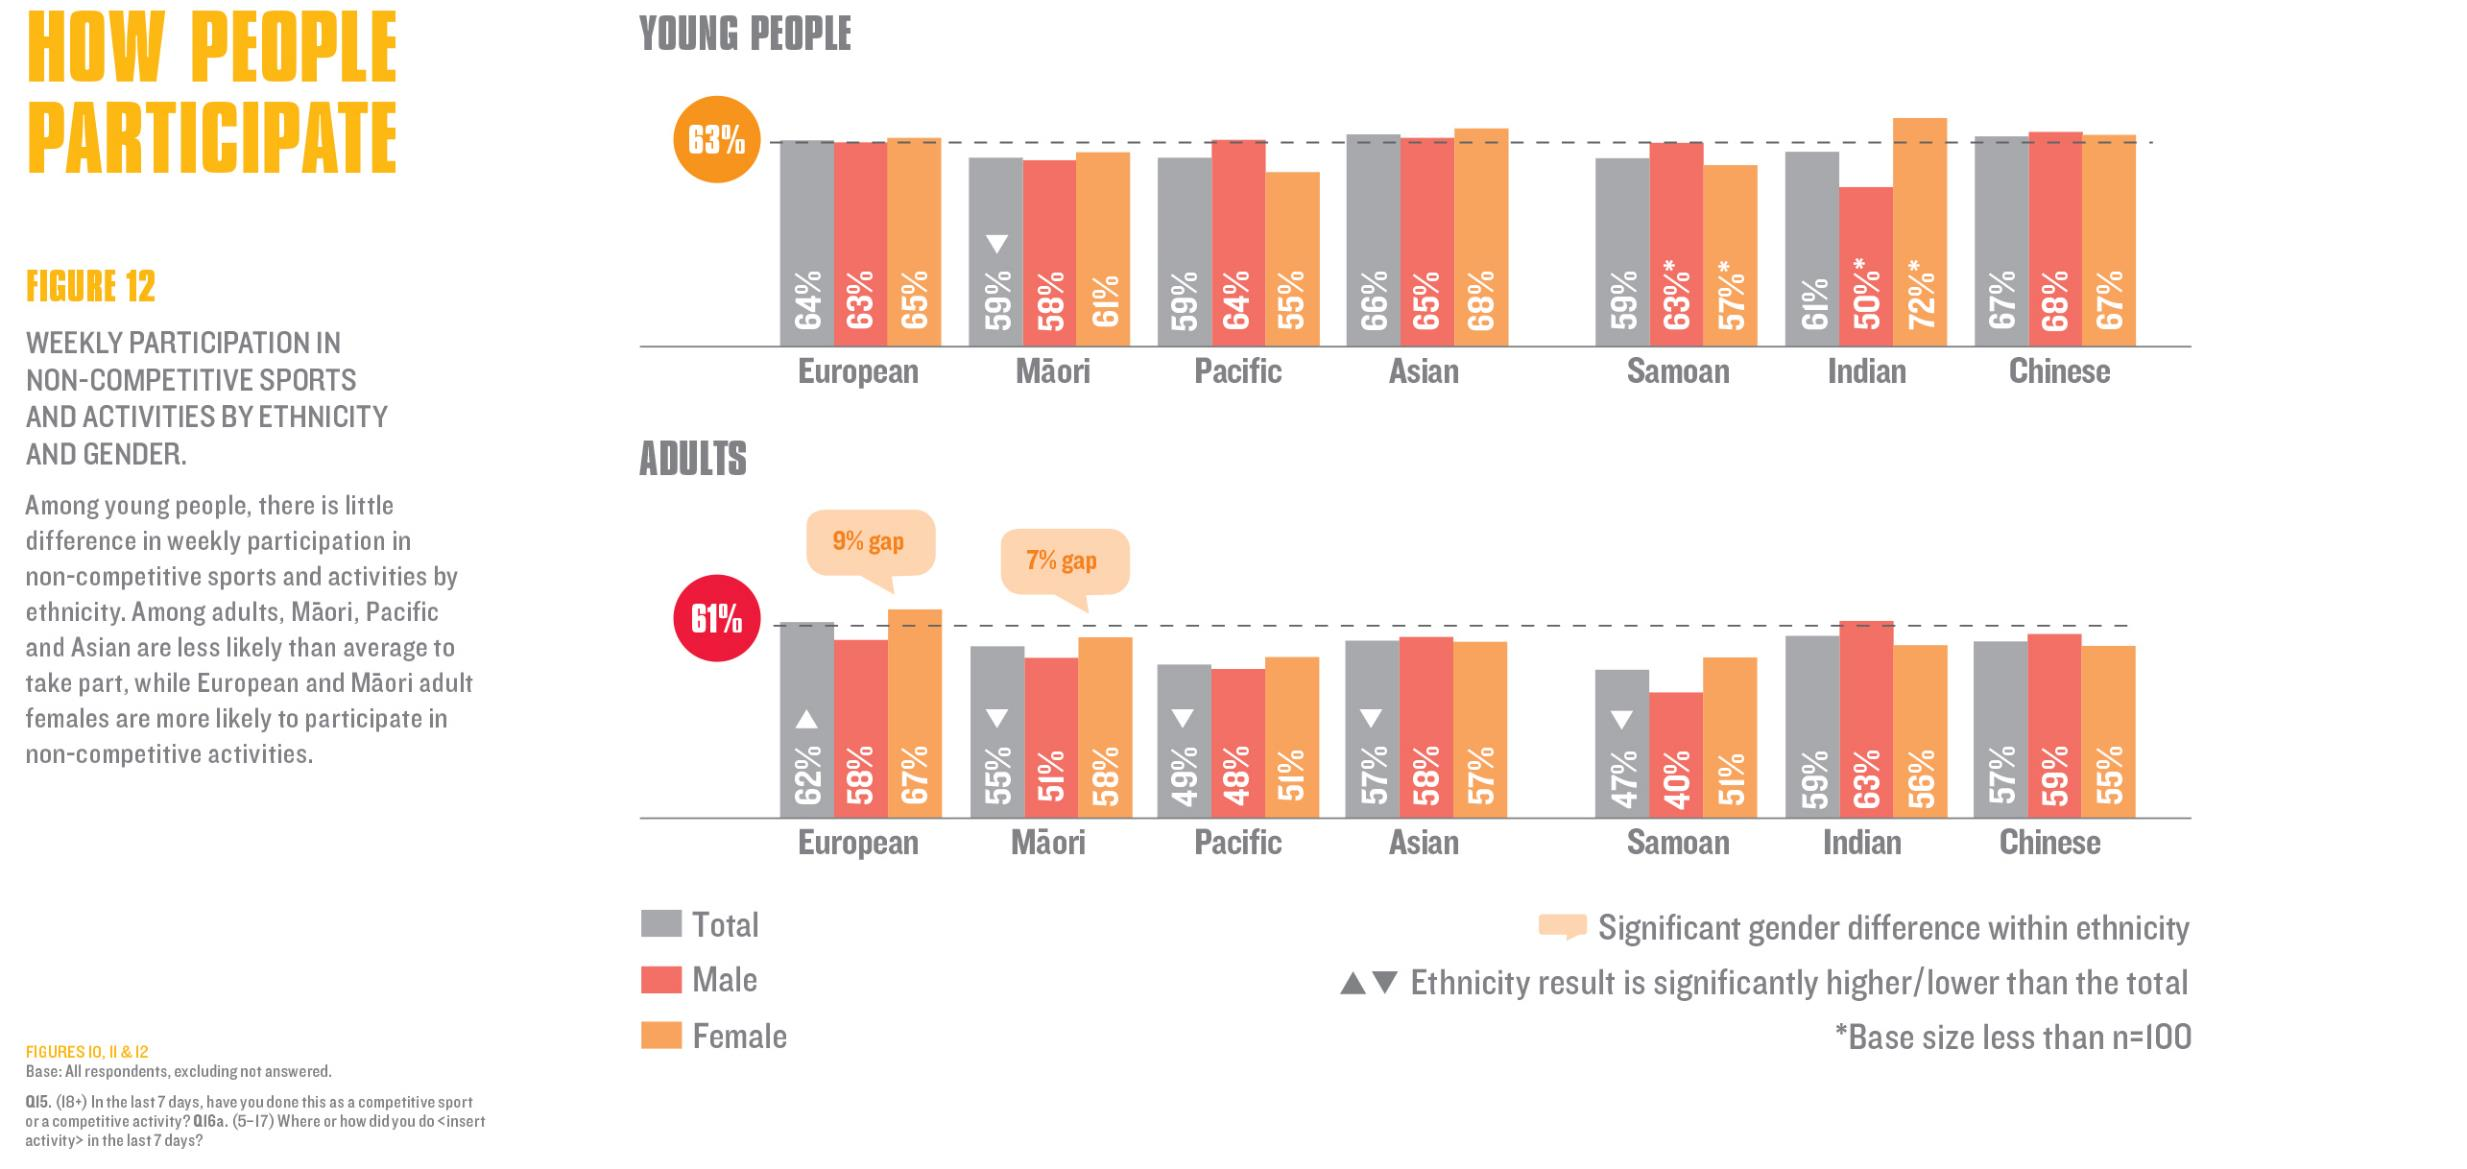 HOW PEOPLE
PARTICIPATE
FIGURE 12
WEEKLY PARTICIPATION IN
NON-COMPETITIVE SPORTS
AND ACTIVITIES BY ETHNICITY
AND GENDER.
Among young people, there is little
difference in weekly participation in
non-competitive sports and activities by
ethnicity. Among adults, Māori, Pacific
and Asian are less likely than average to
take part, while European and Māori adult
females are more likely to participate in
non-competitive activities.
FIGURES 10, 11 & 12
Base: All respondents, excluding not answered.
Q15. (18+) In the last 7 days, have you done this as a competitive sport
or a competitive activity? Q16a. (5–17) Where or how did you do <insert
activity> in the last 7 days?
YOUNG PEOPLE
63%
64% 63% 65% 59% 58% 61% 59% 64% 55% 66% 65% 68% 59% 63%* 57%* 61% 50%* 72%* 67% 68% 67%
European Māori Pacific Asian Samoan Indian Chinese
ADULTS
9% gap
7% gap
61%
62% 58% 67% 55% 51% 58% 49% 48% 51% 57% 58% 57% 47% 40% 51% 59% 63% 56% 57% 59% 55%
European Māori Pacific Asian Samoan Indian Chinese
Total
Male
Female
Significant gender difference within ethnicity
▲▼ Ethnicity result is significantly higher/lower than the total
*Base size less than n=100